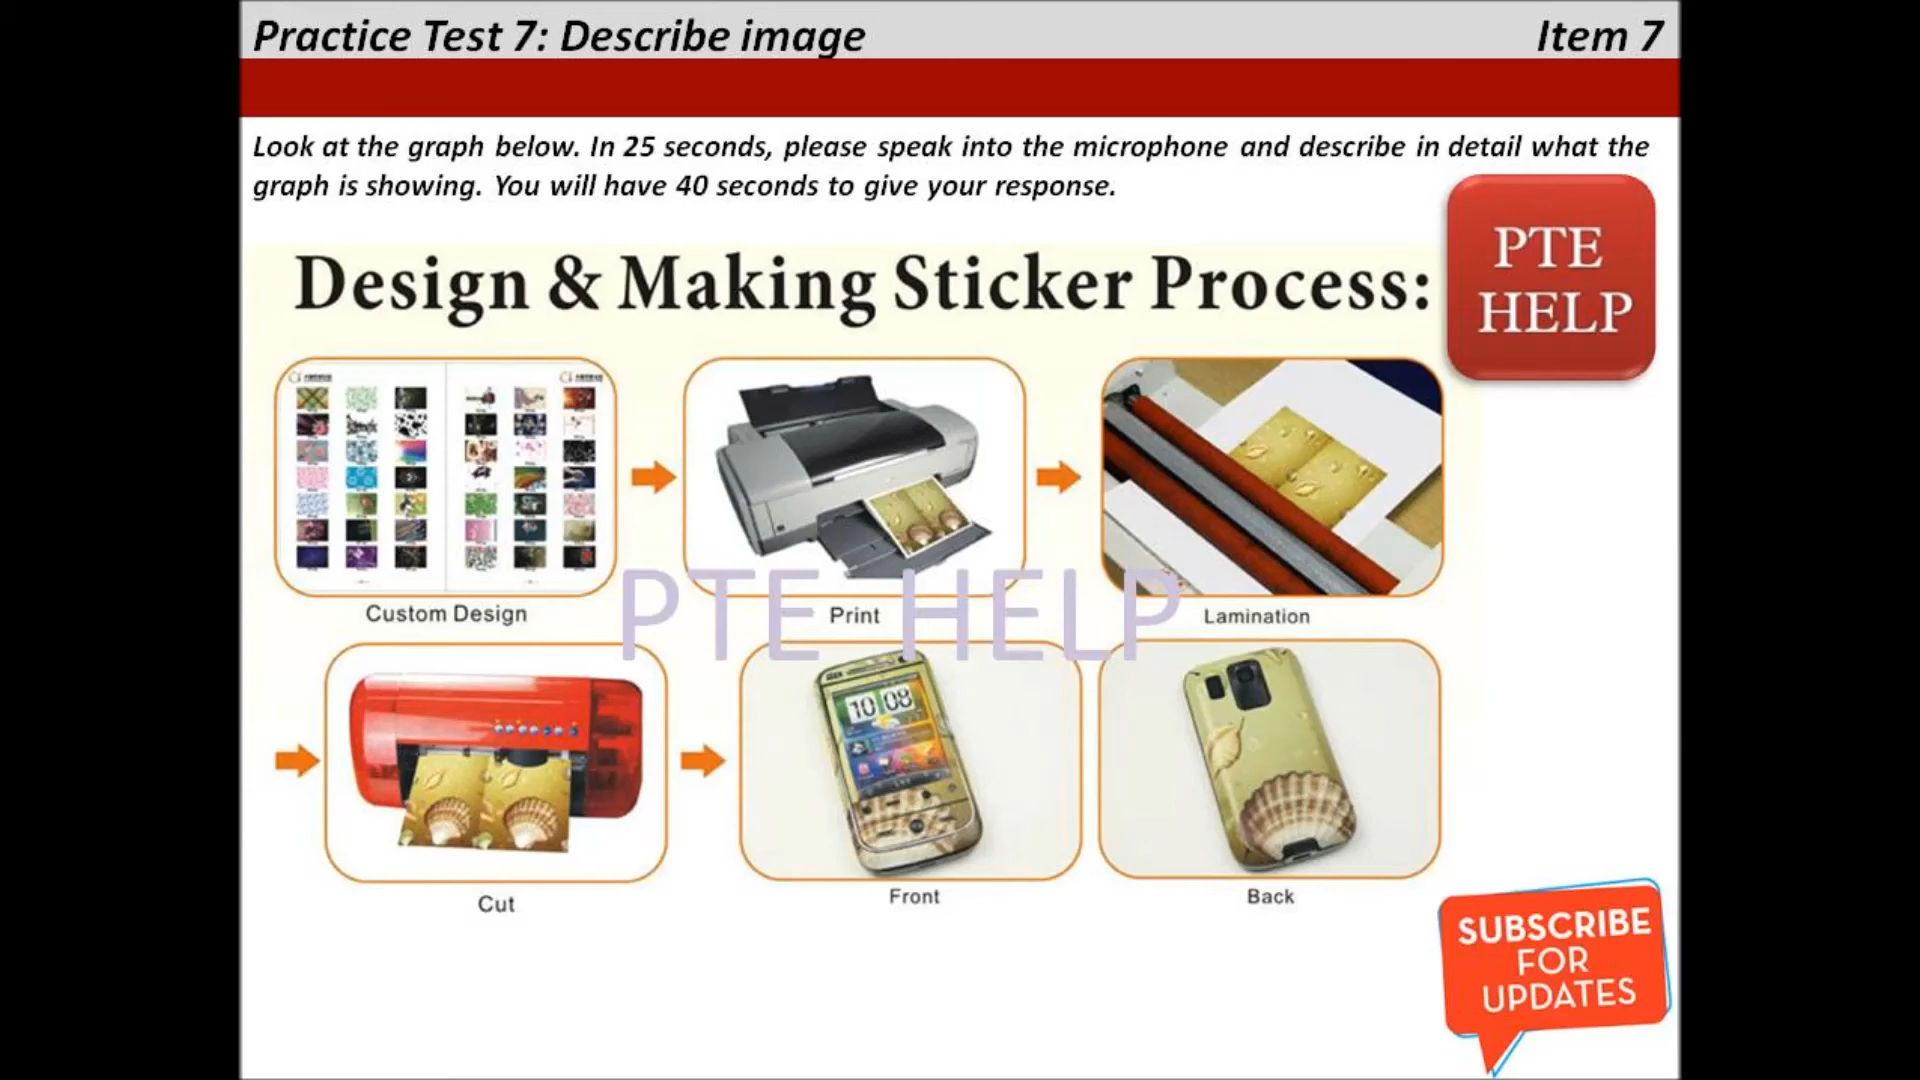 Practice Test 7: Describe image
Item 7
Look at the graph below. In 25 seconds, please speak into the microphone and describe in detail what the
graph is showing. You will have 40 seconds to give your response.
PTE
HELP
Design & Making Sticker Process:
Custom Design
Print
Lamination
PTE HELP
10 08
Cut
Front
Back
SUBSCRIBE
FOR
UPDATES